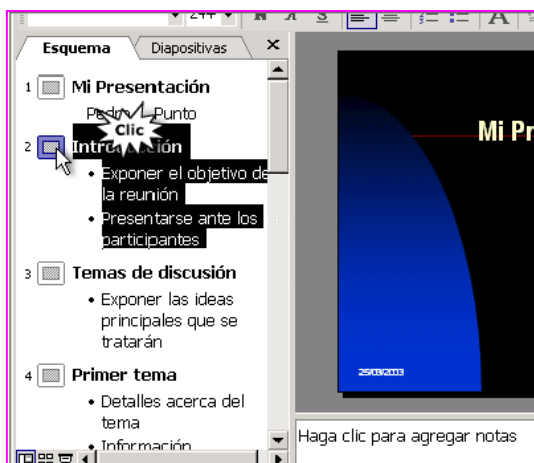 Esquema
Diapositivas
1 Mi Presentación
Punto
Clic
2 Introducción
• Exponer el objetivo de
la reunión
• Presentarse ante los
participantes
3 Temas de discusión
• Exponer las ideas
principales que se
tratarán
4 Primer tema
• Detalles acerca del
tema
• Información
Mi Pr
25/03/2003
Haga clic para agregar notas